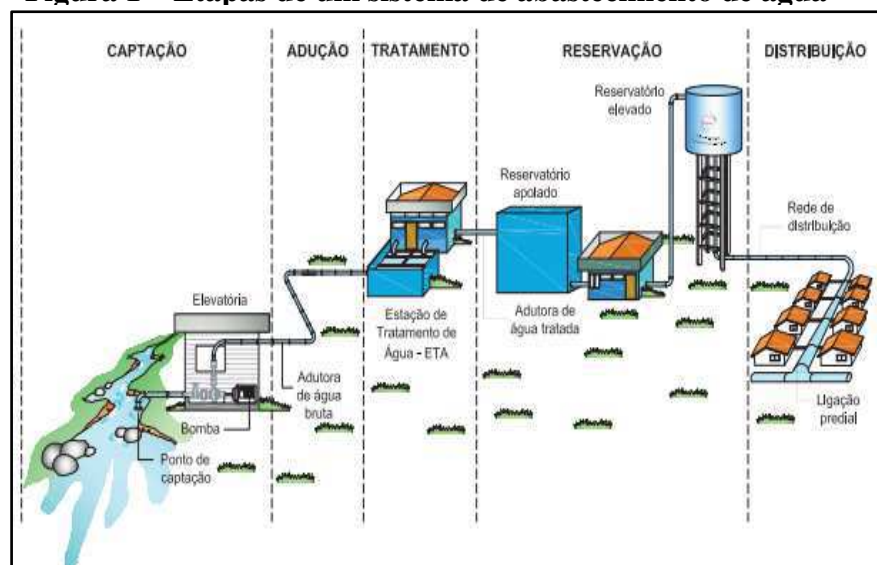 Figura 1 – Etapas de um sistema de abastecimento de água
CAPTAÇÃO
ADUÇÃO
TRATAMENTO
RESERVAÇÃO
DISTRIBUIÇÃO
Reservatório
elevado
Reservatório
apoiado
Rede de
distribuição
Elevatória
Estação de
Tratamento de
Água - ETA
Adutora de
água tratada
Adutora
de água
bruta
Bomba
Ponto de
captação
Ligação
predial